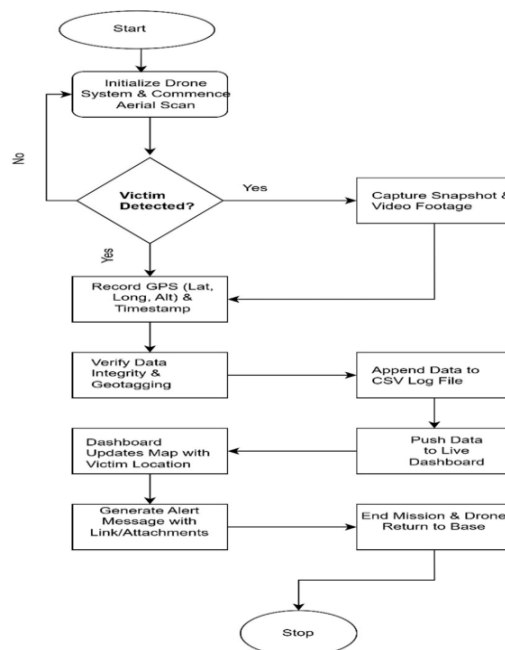 Start
Initialize Drone
System & Commence
Aerial Scan
No
Victim
Detected?
Yes
Capture Snapshot &
Video Footage
Yes
Record GPS (Lat,
Long, Alt) &
Timestamp
Verify Data
Integrity &
Geotagging
Append Data to
CSV Log File
Dashboard
Updates Map with
Victim Location
Push Data
to Live
Dashboard
Generate Alert
Message with
Link/Attachments
End Mission & Drone
Return to Base
Stop